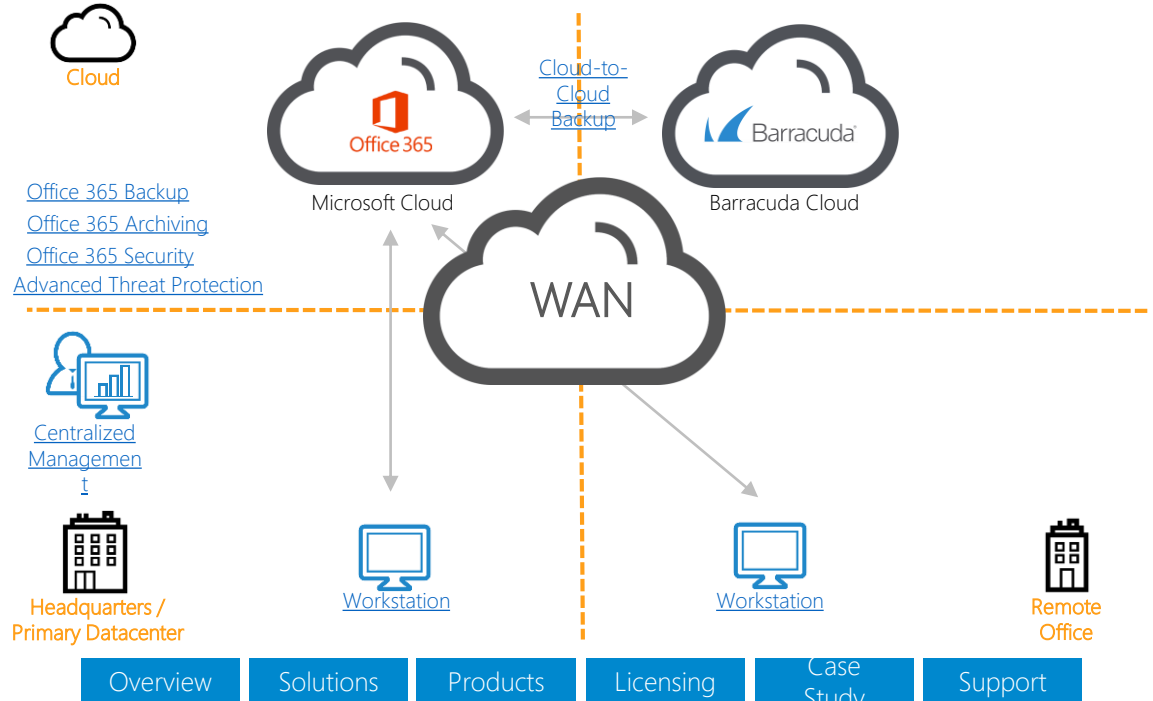 Cloud
Cloud-to-
Cloud
Backup
Office 365
Barracuda
Microsoft Cloud
Barracuda Cloud
Office 365 Backup
Office 365 Archiving
Office 365 Security
Advanced Threat Protection
WAN
Centralized
Managemen
t
Headquarters /
Primary Datacenter
Workstation
Workstation
Remote
Office
Overview
Solutions
Products
Licensing
Case
Study
Support